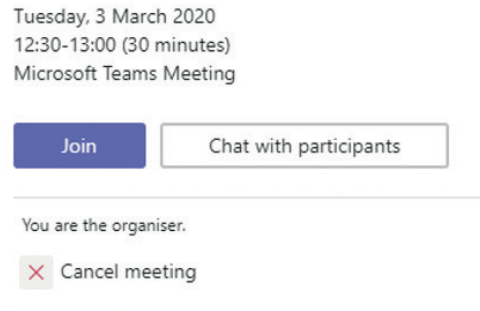 Tuesday, 3 March 2020
12:30-13:00 (30 minutes)
Microsoft Teams Meeting
Join
Chat with participants
You are the organiser.
Cancel meeting